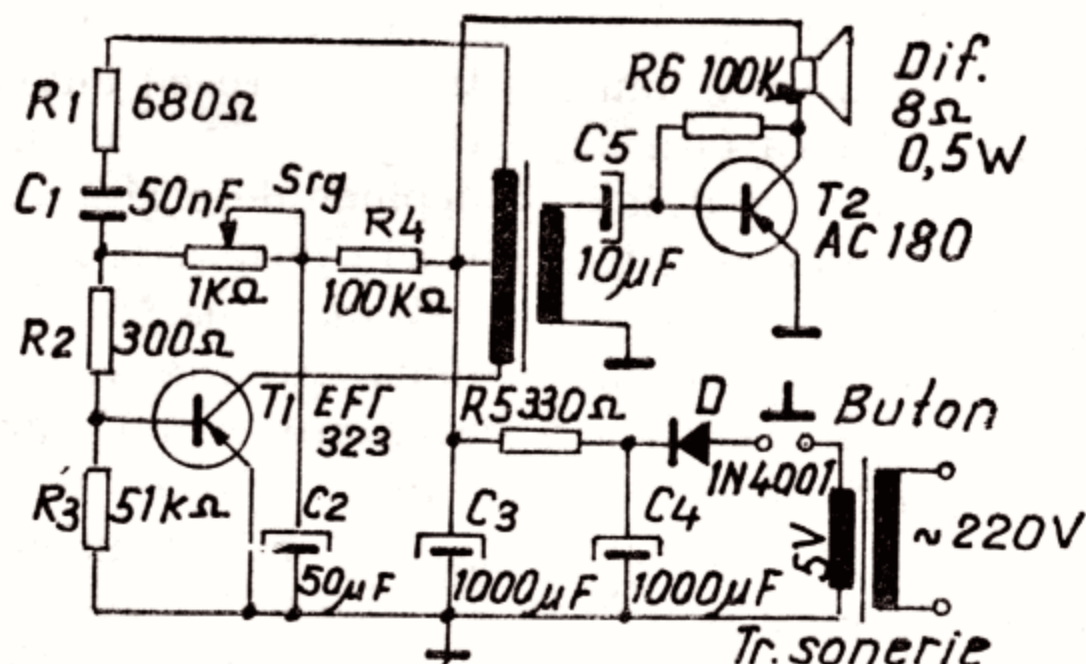 R1 680Ω
C1 50nF
srg
1KΩ
R4
100KΩ
R2 300Ω
T1 EFT
323
R3 51kΩ
C2
50µF
C3
1000µF
R5 330Ω
C4
1000µF
D
1N4001
Buton
5V
~220V
Tr. sonerie
C5
10µF
R6 100K
T2
AC 180
Dif.
8Ω
0,5W